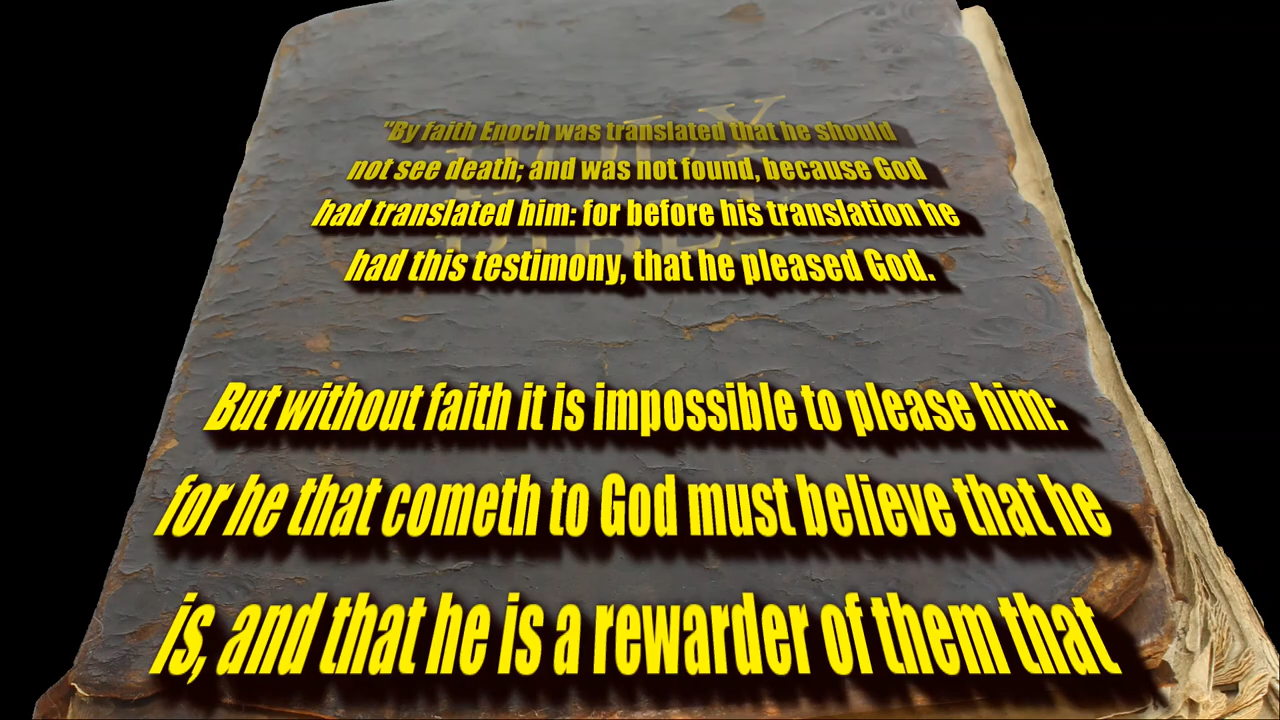 "By faith Enoch was translated that he should
not see death; and was not found, because God
had translated him: for before his translation he
had this testimony, that he pleased God.
But without faith it is impossible to please him:
for he that cometh to God must believe that he
is, and that he is a rewarder of them that
HOLY
BIBLE